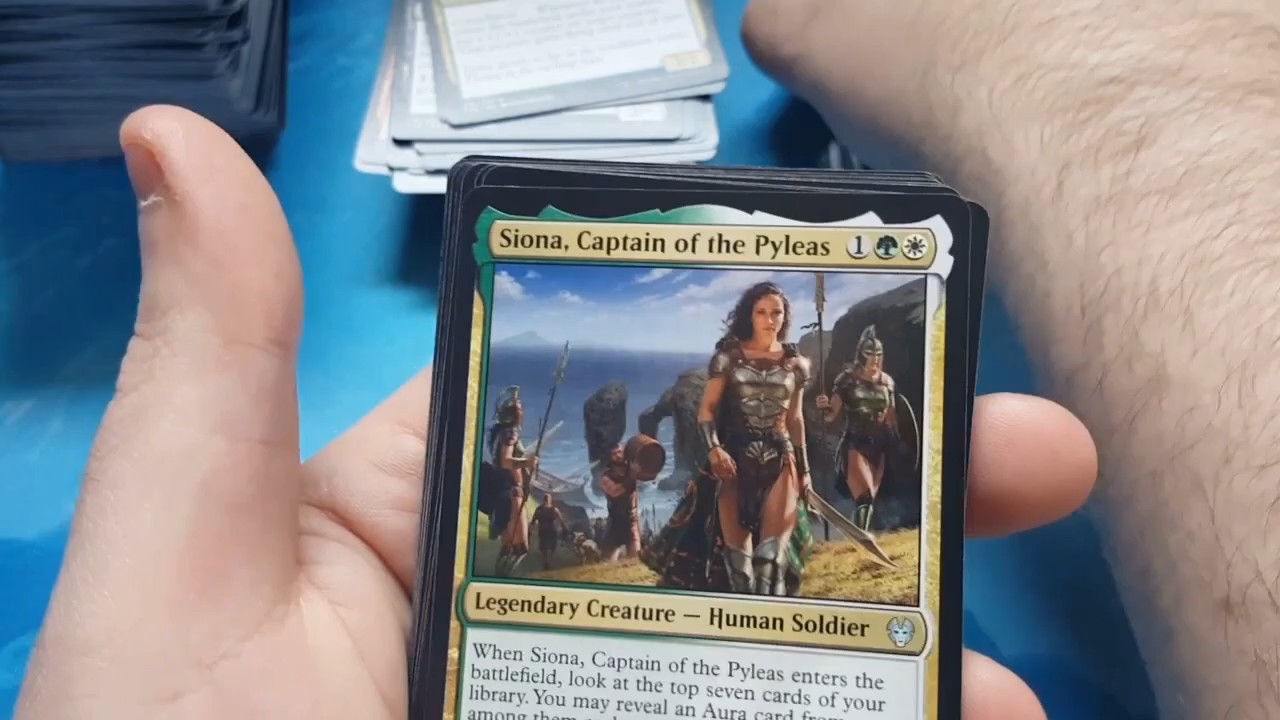 Siona, Captain of the Pyleas 1
Legendary Creature — Human Soldier
When Siona, Captain of the Pyleas enters the
battlefield, look at the top seven cards of your
library. You may reveal an Aura card from
among them